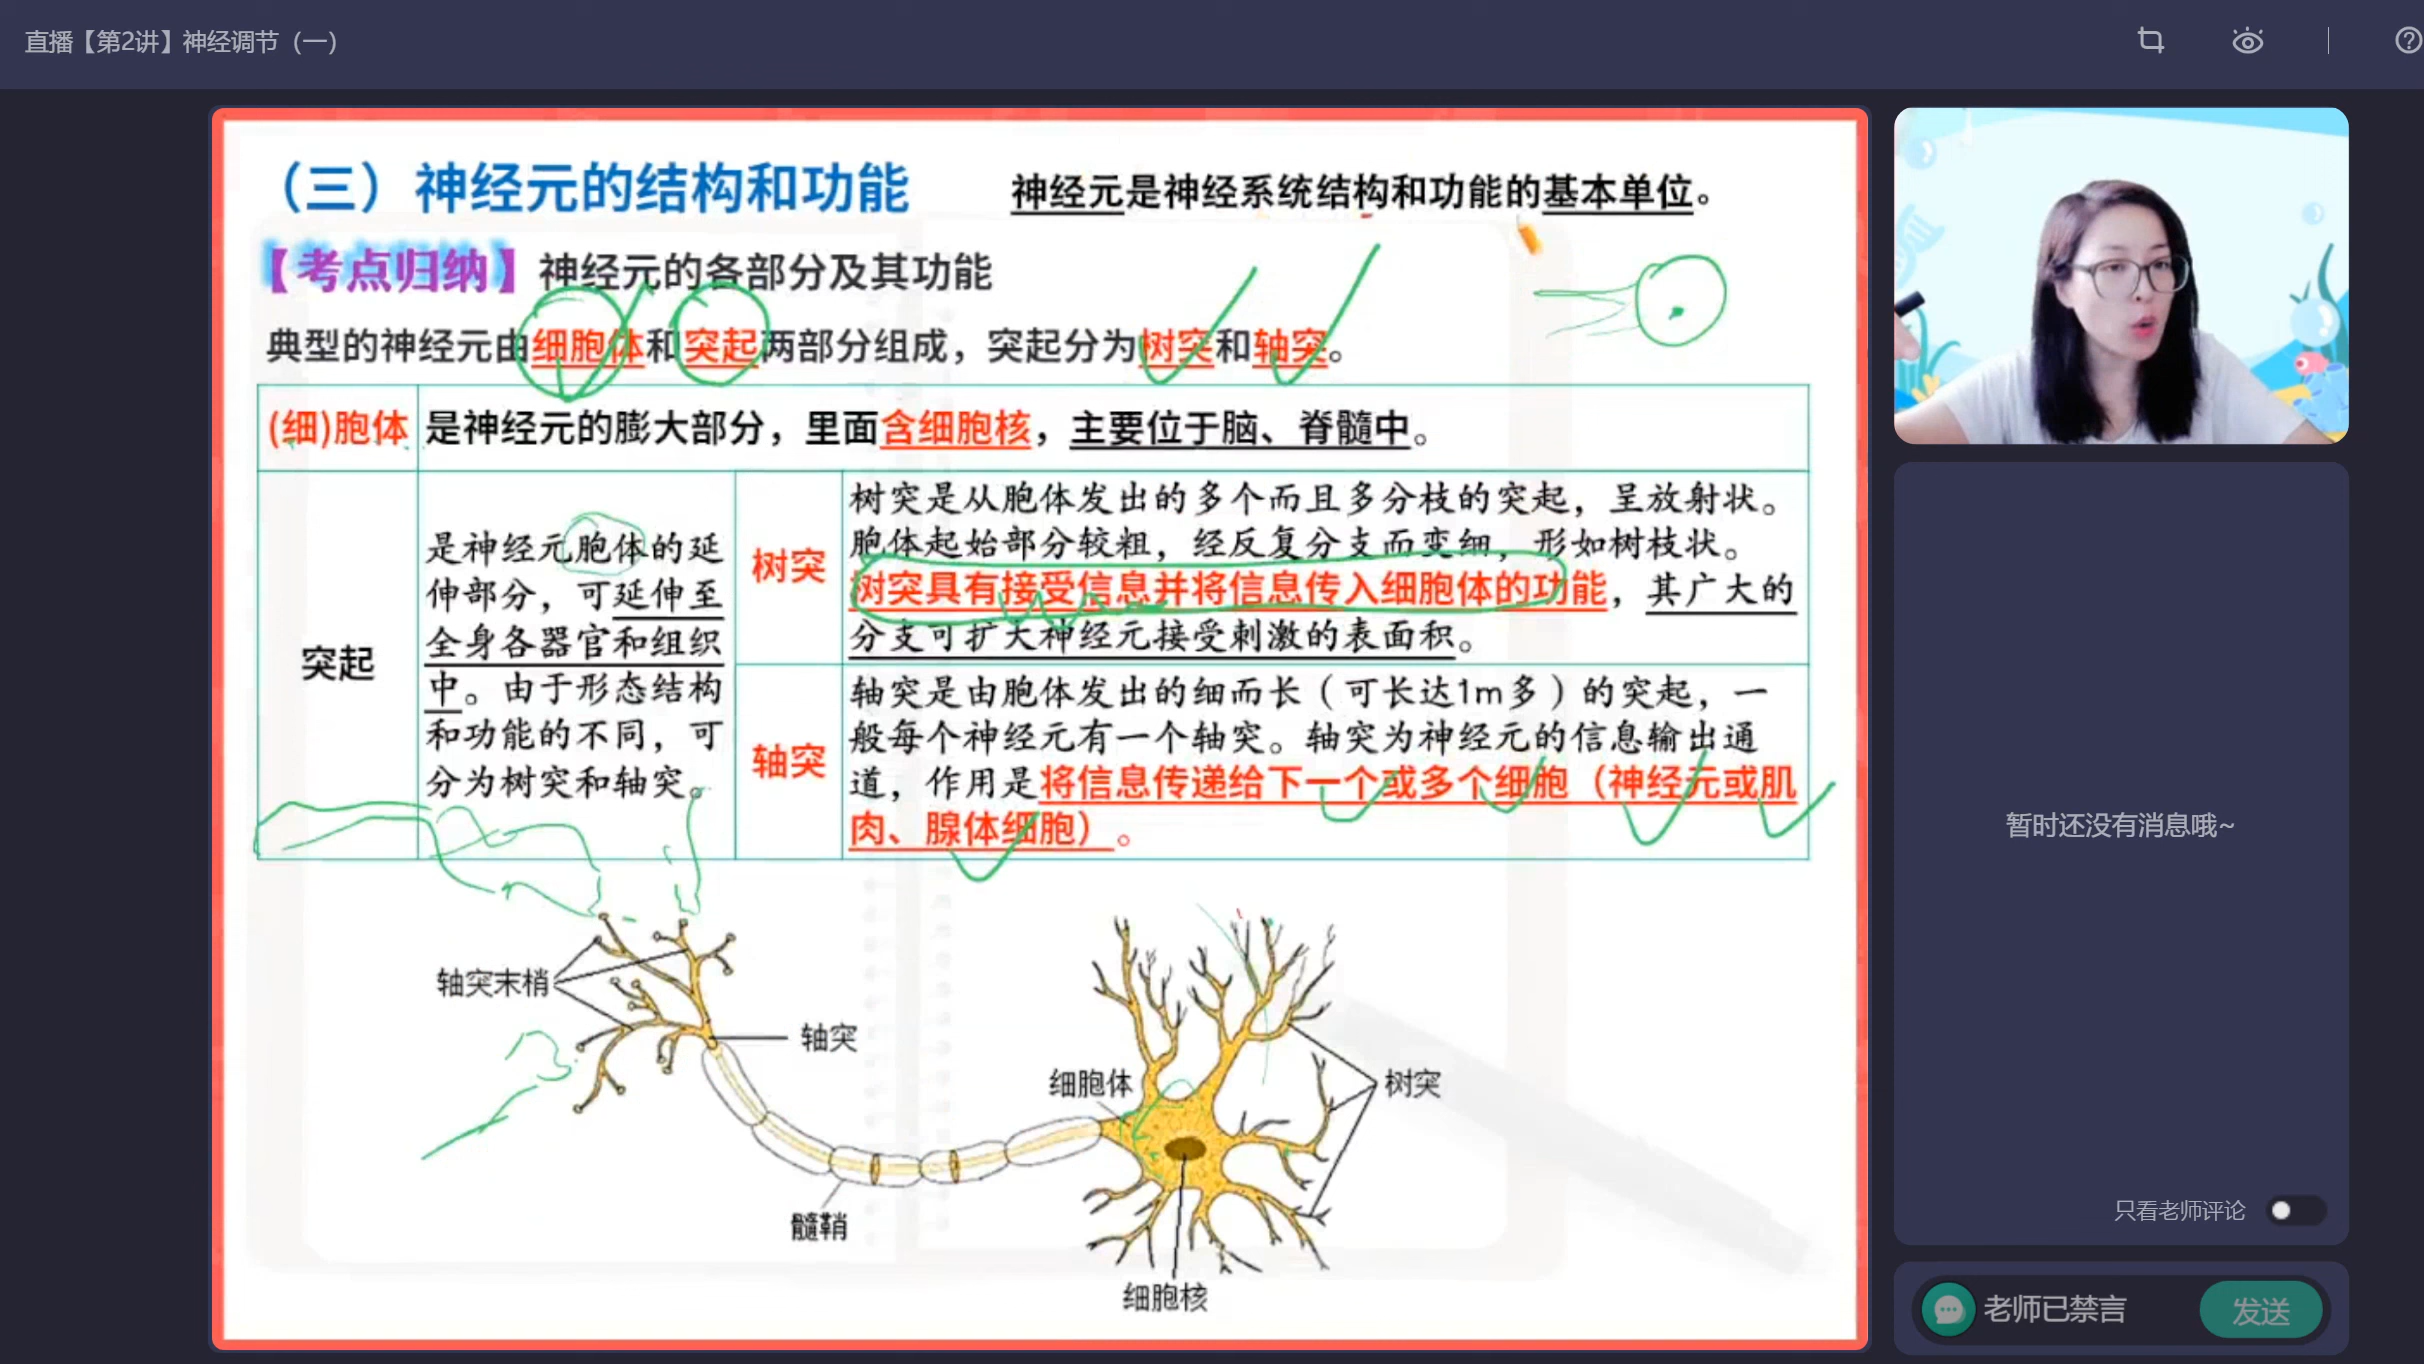 直播【第2讲】神经调节（一）
（三）神经元的结构和功能
神经元是神经系统结构和功能的基本单位。
【考点归纳】神经元的各部分及其功能
典型的神经元由细胞体和突起两部分组成，突起分为树突和轴突。
(细)胞体
是神经元的膨大部分，里面含细胞核，主要位于脑、脊髓中。
突起
是神经元胞体的延
伸部分，可延伸至
全身各器官和组织
中。由于形态结构
和功能的不同，可
分为树突和轴突。
树突
树突是从胞体发出的多个而且多分枝的突起，呈放射状。
胞体起始部分较粗，经反复分支而变细，形如树枝状。
树突具有接受信息并将信息传入细胞体的功能，其广大的
分支可扩大神经元接受刺激的表面积。
轴突
轴突是由胞体发出的细而长（可长达1m多）的突起，一
般每个神经元有一个轴突。轴突为神经元的信息输出通
道，作用是将信息传递给下一个或多个细胞（神经元或肌
肉、腺体细胞）。
轴突末梢
轴突
细胞体
树突
髓鞘
细胞核
暂时还没有消息哦~
只看老师评论
老师已禁言
发送